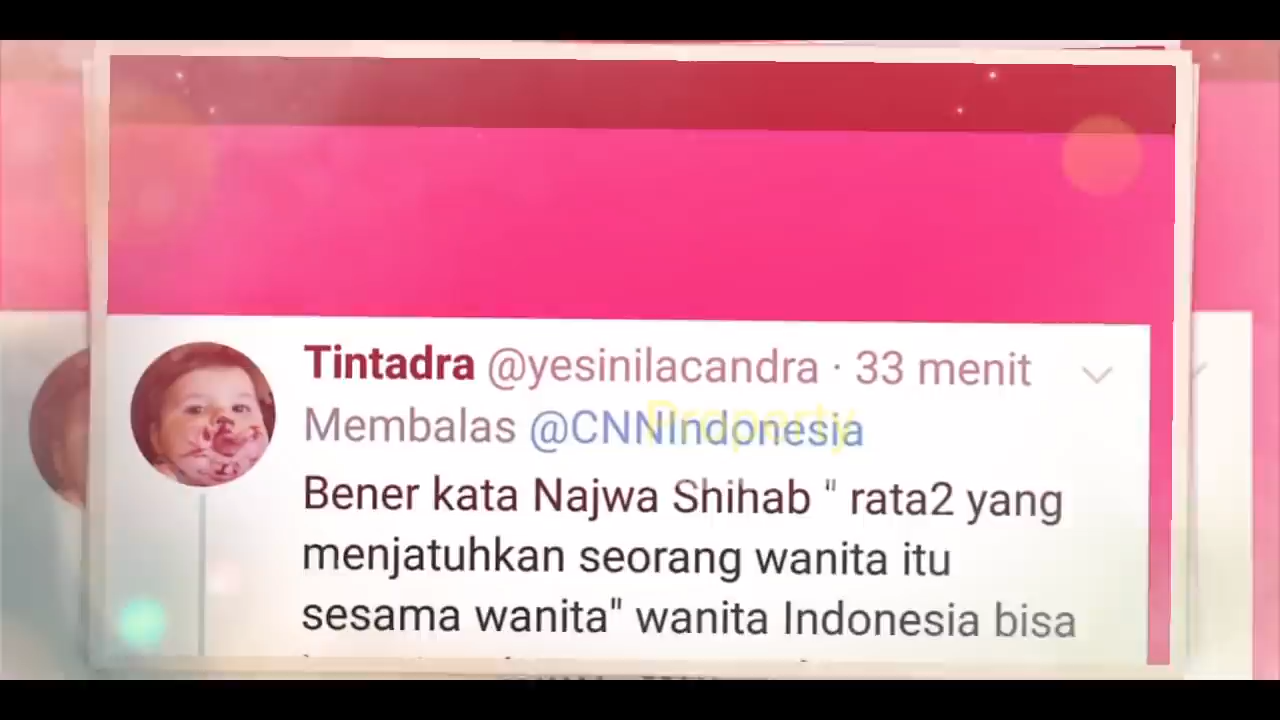 Tintadra @yesinilacandra · 33 menit
Membalas @CNNIndonesia
Property
Bener kata Najwa Shihab " rata2 yang
menjatuhkan seorang wanita itu
sesama wanita" wanita Indonesia bisa